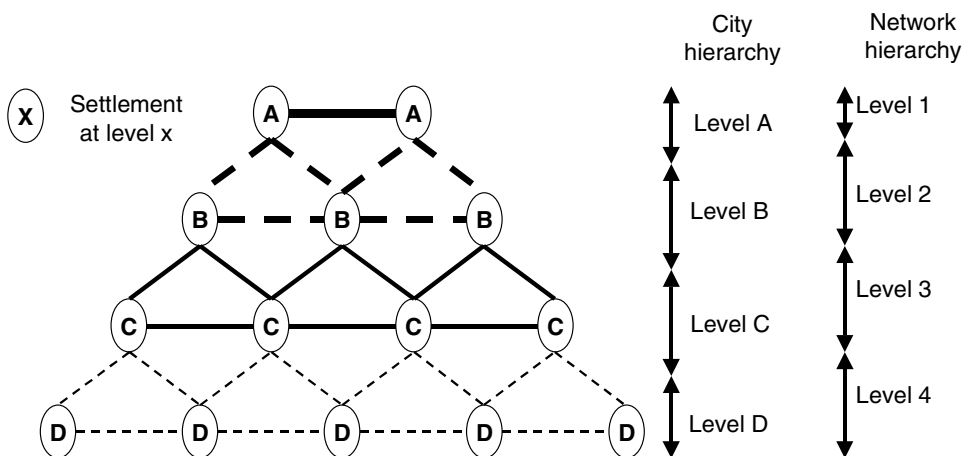 City
hierarchy
Network
hierarchy
X
Settlement
at level x
A A
Level A
Level 1
B B B
Level B
Level 2
C C C C
Level C
Level 3
D D D D D
Level D
Level 4